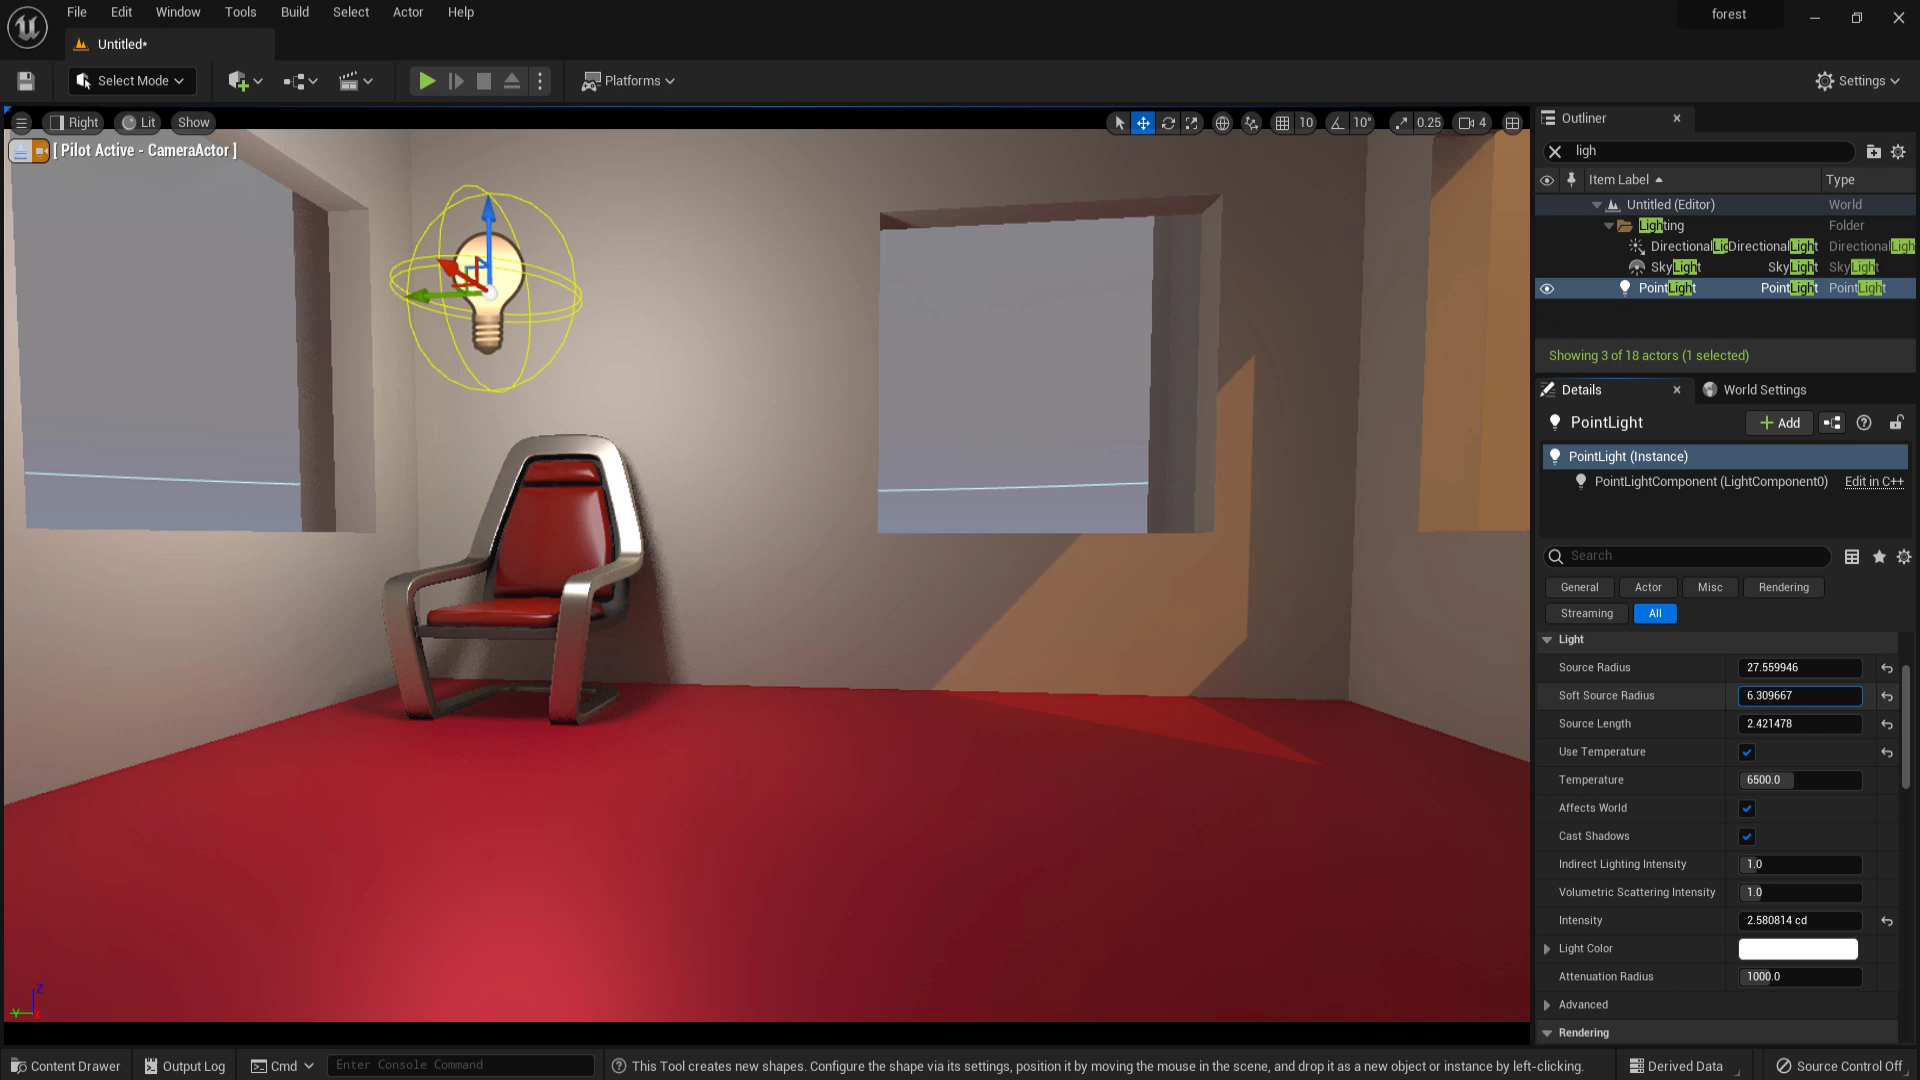 File Edit Window Tools Build Select Actor Help
forest
Untitled*
Select Mode
Platforms
Settings
Right Lit Show
10 10° 0.25 4
[ Pilot Active - CameraActor ]
Outliner
ligh
Item Label Type
Untitled (Editor) World
Lighting Folder
DirectionalLigDirectionalLight DirectionalLigh
SkyLight SkyLight SkyLight
PointLight PointLight PointLight
Showing 3 of 18 actors (1 selected)
Details World Settings
PointLight Add
PointLight (Instance)
PointLightComponent (LightComponent0) Edit in C++
Search
General Actor Misc Rendering
Streaming All
Light
Source Radius 27.559946
Soft Source Radius 6.309667
Source Length 2.421478
Use Temperature
Temperature 6500.0
Affects World
Cast Shadows
Indirect Lighting Intensity 1.0
Volumetric Scattering Intensity 1.0
Intensity 2.580814 cd
Light Color
Attenuation Radius 1000.0
Advanced
Rendering
Z
Y X
Content Drawer Output Log Cmd Enter Console Command This Tool creates new shapes. Configure the shape via its settings, position it by moving the mouse in the scene, and drop it as a new object or instance by left-clicking. Derived Data Source Control Off